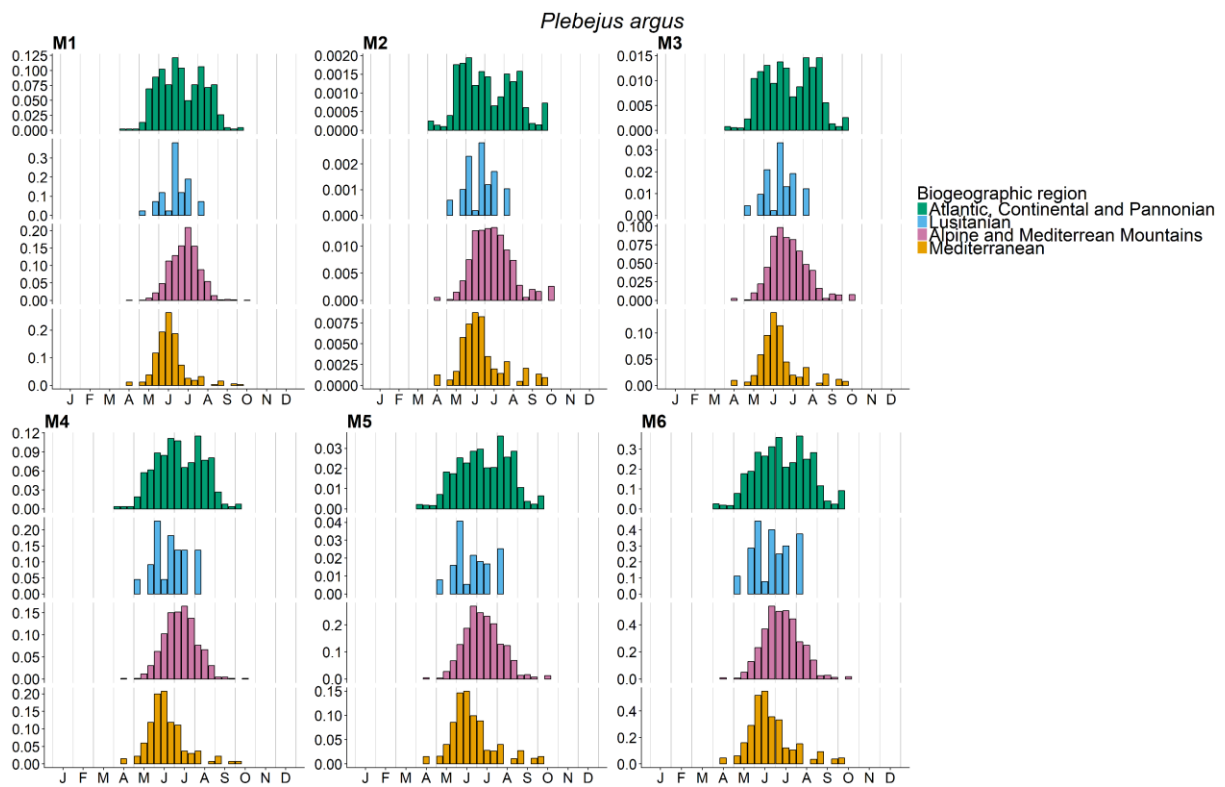 Plebejus argus
M1 M2 M3
0.125 0.0020 0.015
0.100 0.0015
0.075 0.010
0.050 0.0010
0.025 0.0005 0.005
0.000 0.0000 0.000
0.3 0.002 0.03
0.2 0.02
0.1 0.001 0.01
0.0 0.000 0.00
0.20 0.010 0.100
0.15 0.075
0.10 0.005 0.050
0.05 0.025
0.00 0.000 0.000
0.2 0.0075 0.10
0.1 0.0050 0.05
0.0025
0.0 0.0000 0.00
J F M A M J J A S O N D J F M A M J J A S O N D J F M A M J J A S O N D
Biogeographic region
Atlantic, Continental and Pannonian
Lusitanian
Alpine and Mediterrean Mountains
Mediterranean
M4 M5 M6
0.12 0.03 0.3
0.09 0.02 0.2
0.06
0.03 0.01 0.1
0.00 0.00 0.0
0.20 0.04 0.4
0.15 0.03 0.3
0.10 0.02 0.2
0.05 0.01 0.1
0.00 0.00 0.0
0.15 0.2 0.4
0.10 0.1 0.2
0.05
0.00 0.0 0.0
0.20 0.15 0.4
0.15 0.10
0.10 0.2
0.05 0.05
0.00 0.00 0.0
J F M A M J J A S O N D J F M A M J J A S O N D J F M A M J J A S O N D